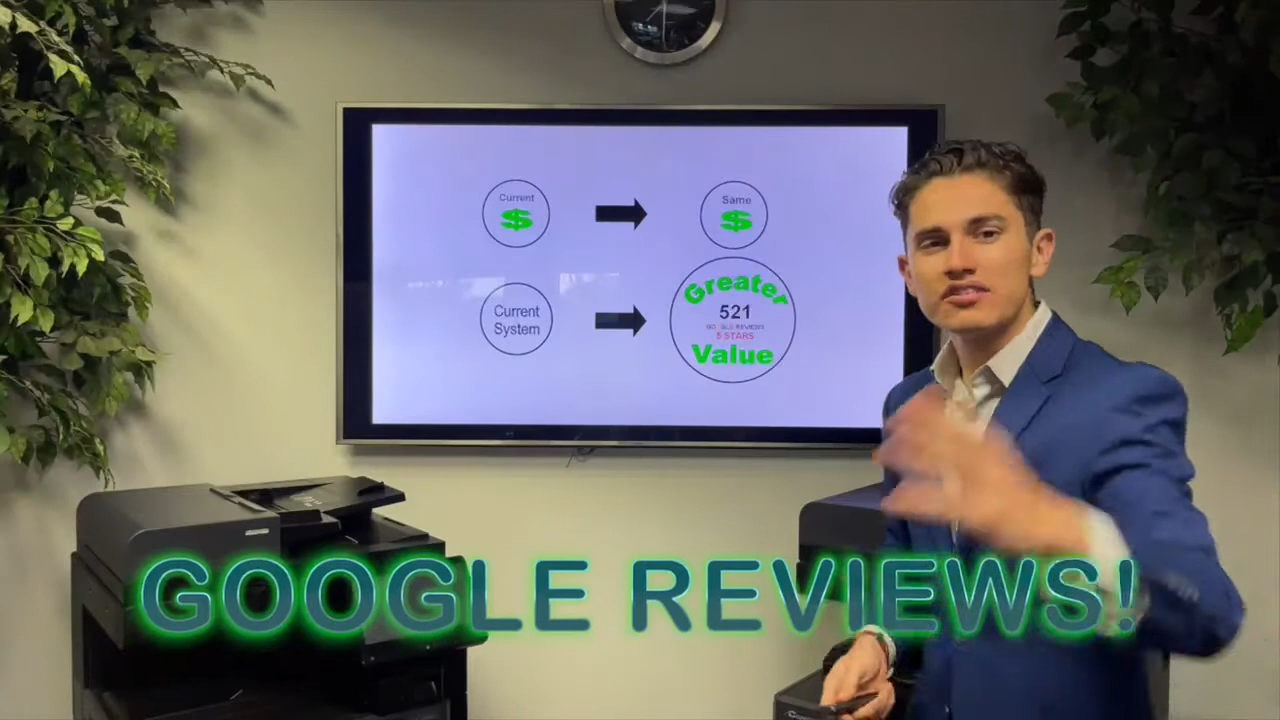 Current
$
Same
$
Current
System
Greater
521
5 STARS
Value
GOOGLE REVIEWS!